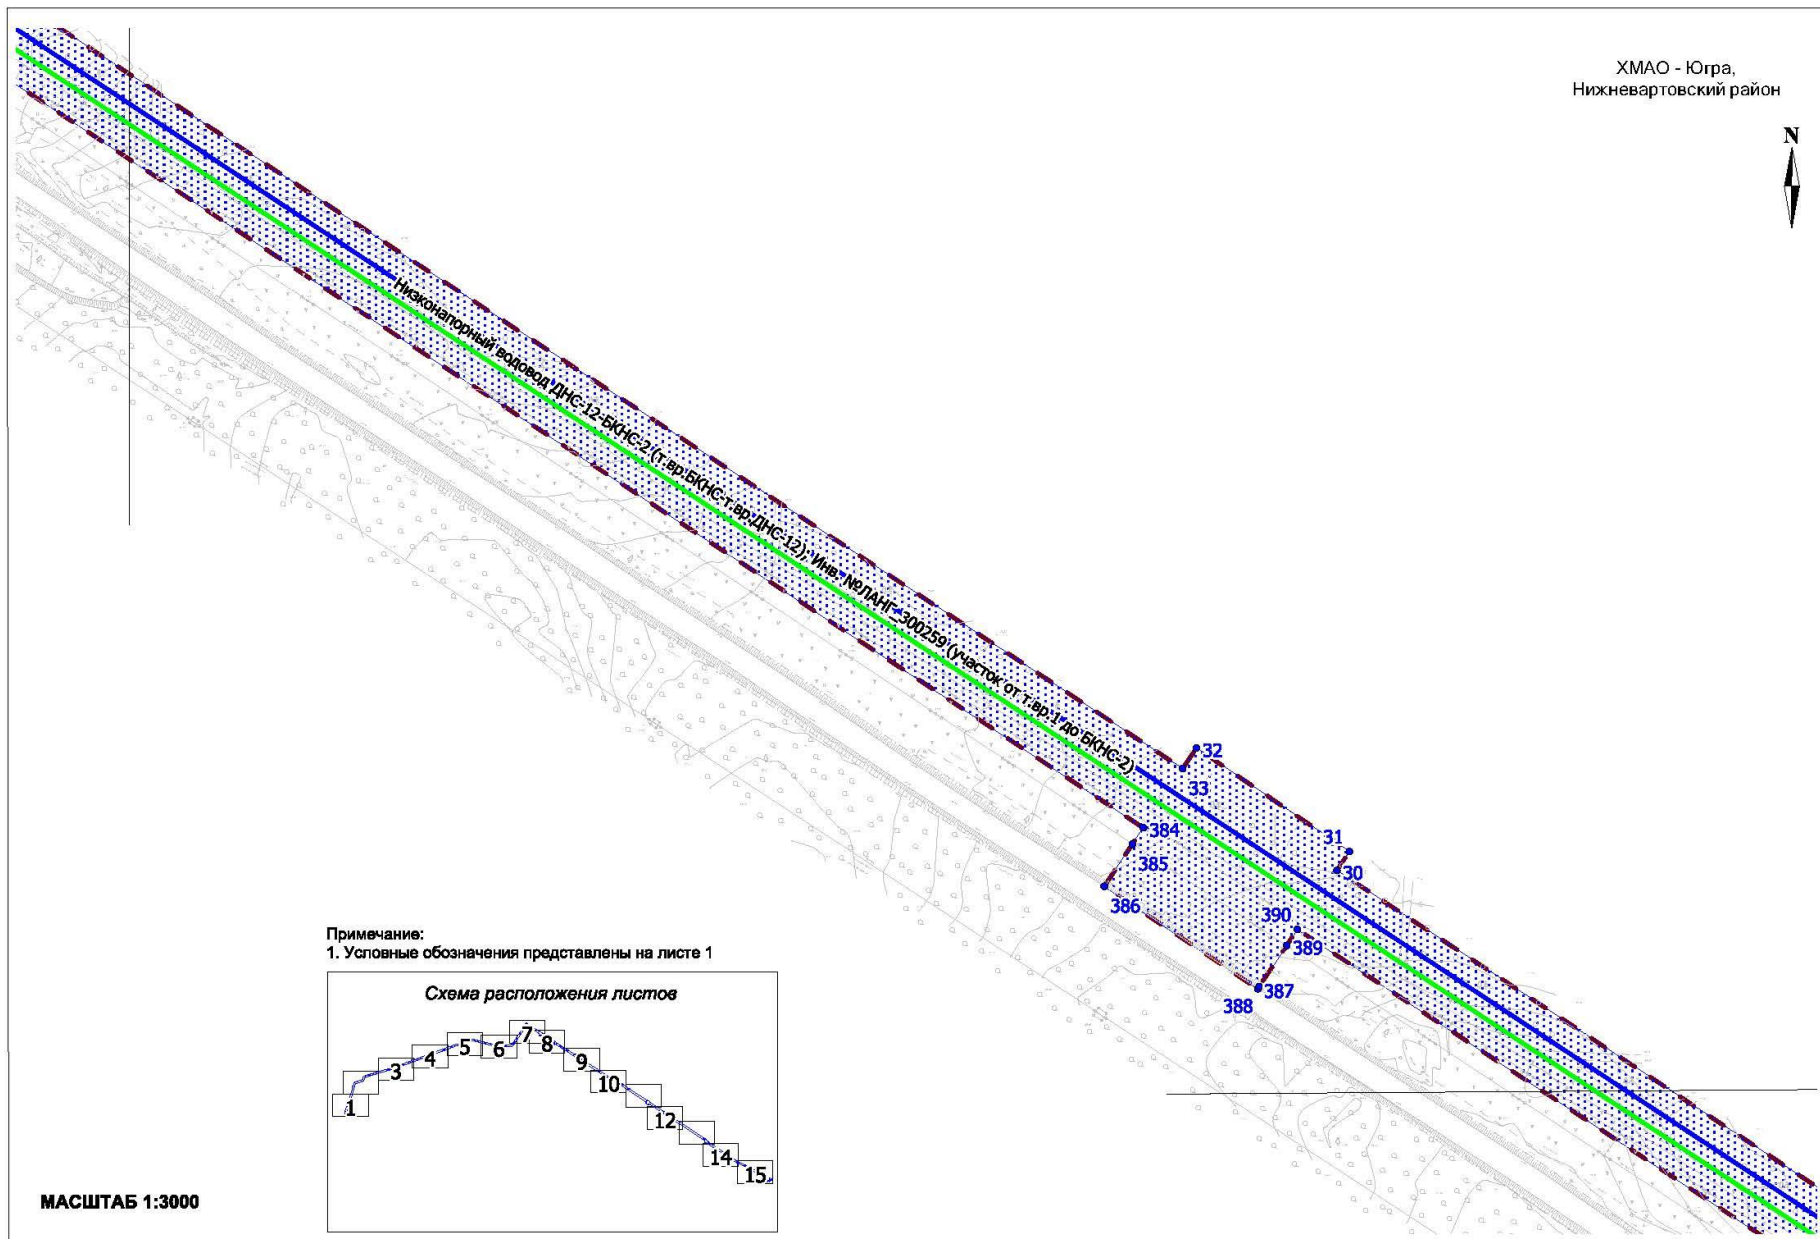 ХМАО - Югра,
Нижневартовский район
N
Низконапорный водовод ДНС-12-БКНС-2 (т.вр.БКНС-т.вр.ДНС-12); Инв. №ЛАНГ_300259 (участок от т.вр.1 до БКНС-2)
32
33
31
30
384
385
386
390
389
387
388
Примечание:
1. Условные обозначения представлены на листе 1
Схема расположения листов
1
3
4
5
6
7
8
9
10
12
14
15
МАСШТАБ 1:3000